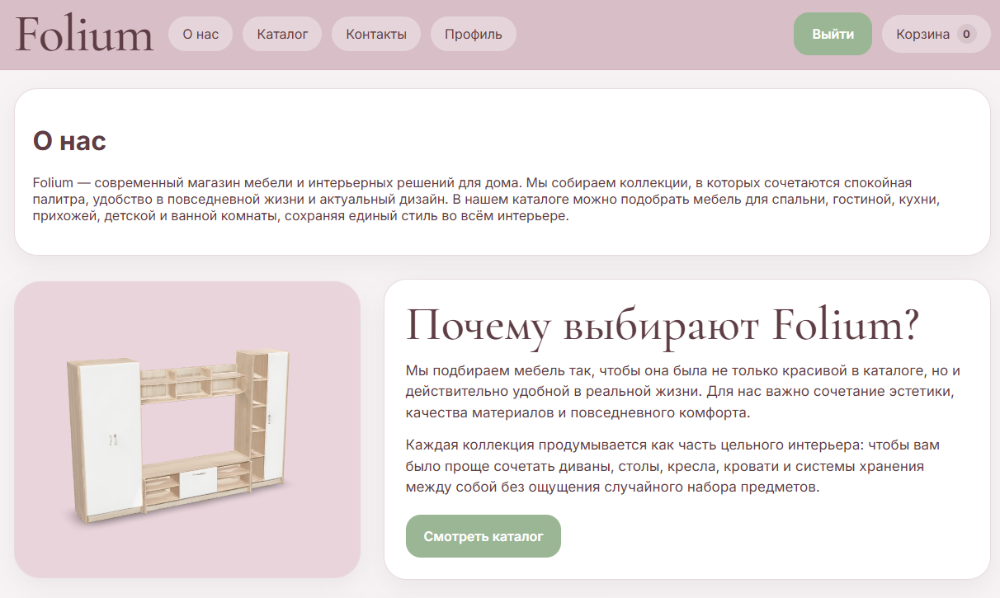 Folium
О нас
Каталог
Контакты
Профиль
Выйти
Корзина 0
О нас
Folium — современный магазин мебели и интерьерных решений для дома. Мы собираем коллекции, в которых сочетаются спокойная
палитра, удобство в повседневной жизни и актуальный дизайн. В нашем каталоге можно подобрать мебель для спальни, гостиной, кухни,
прихожей, детской и ванной комнаты, сохраняя единый стиль во всём интерьере.
Почему выбирают Folium?
Мы подбираем мебель так, чтобы она была не только красивой в каталоге, но и
действительно удобной в реальной жизни. Для нас важно сочетание эстетики,
качества материалов и повседневного комфорта.
Каждая коллекция продумывается как часть цельного интерьера: чтобы вам
было проще сочетать диваны, столы, кресла, кровати и системы хранения
между собой без ощущения случайного набора предметов.
Смотреть каталог